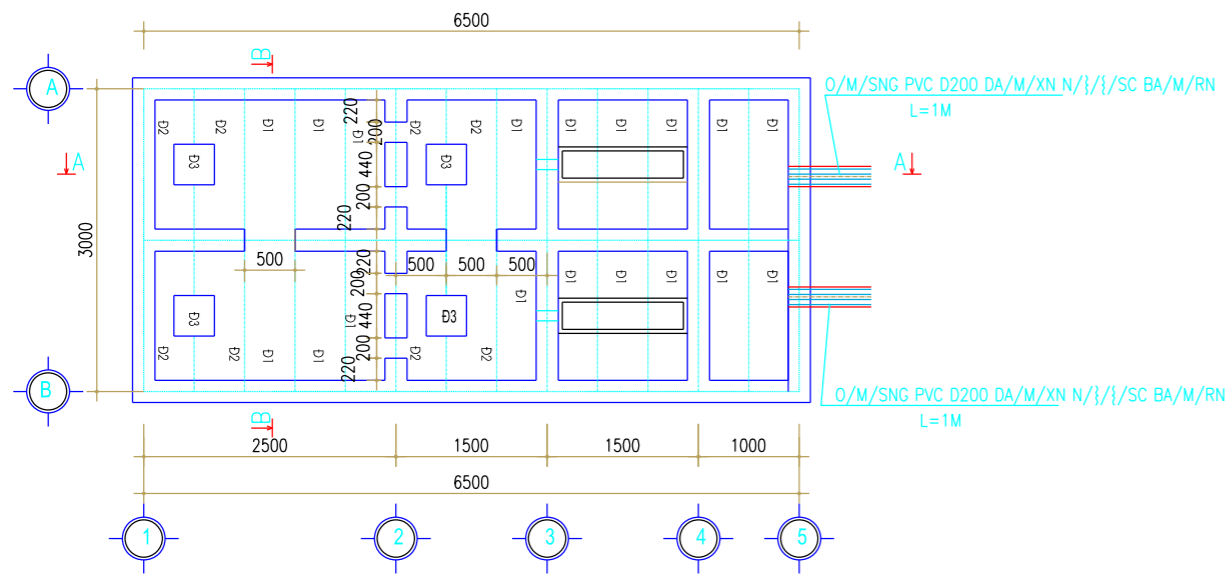 6500
B
A
O/M/SNG PVC D200 DA/M/XN N/}/}/SC BA/M/RN
L=1M
Đ2
Đ2
Đ1
Đ1
220
Đ1
200
Đ2
Đ2
Đ1
Đ1
Đ1
Đ1
Đ1
Đ1
A
Đ3
440
Đ3
A
200
220
3000
500
220
500
500
500
Đ1
Đ1
Đ1
Đ1
Đ1
200
Đ1
Đ3
Đ1
440
Đ3
200
Đ2
Đ2
Đ1
Đ1
220
Đ2
Đ2
B
O/M/SNG PVC D200 DA/M/XN N/}/}/SC BA/M/RN
L=1M
B
2500
1500
1500
1000
6500
1
2
3
4
5